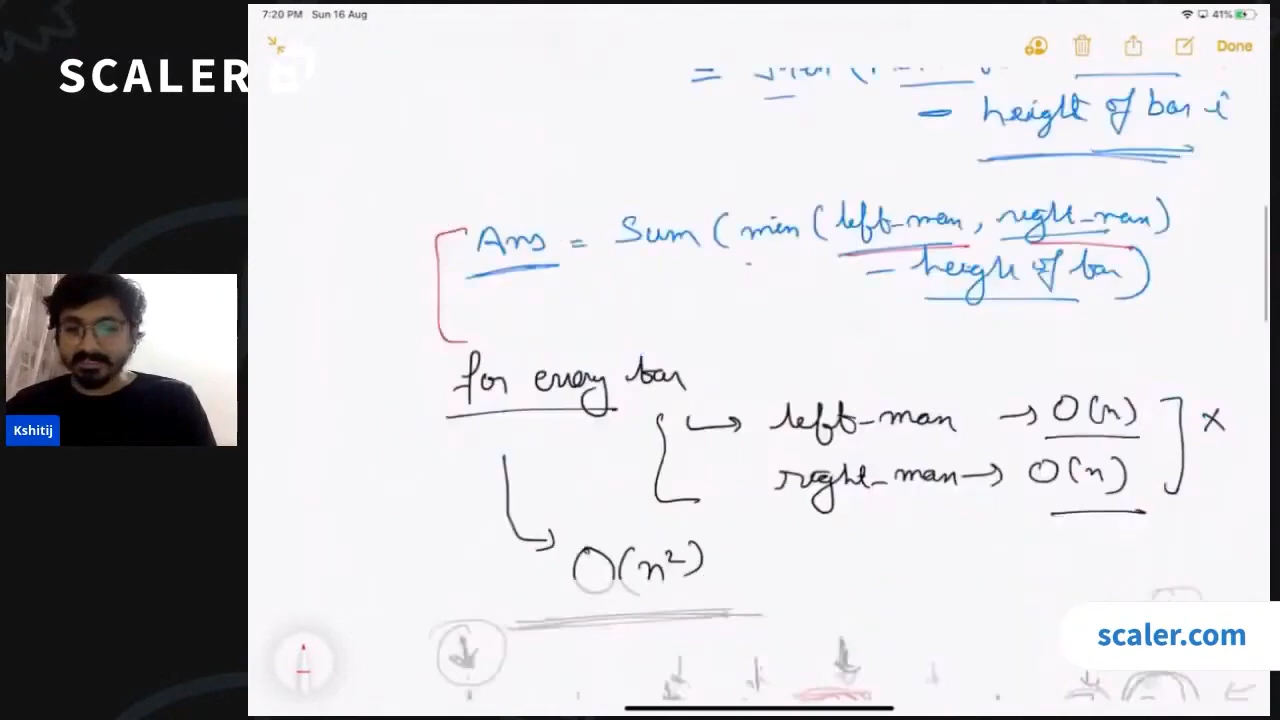 7:20 PM Sun 16 Aug
41%
Done
SCALER
=
- height of bar i
Ans = Sum (min (left-max, right-max)
- height of bar)
for every bar
left-max → O(n)
x
right-max → O(n)
O(n²)
Kshitij
scaler.com